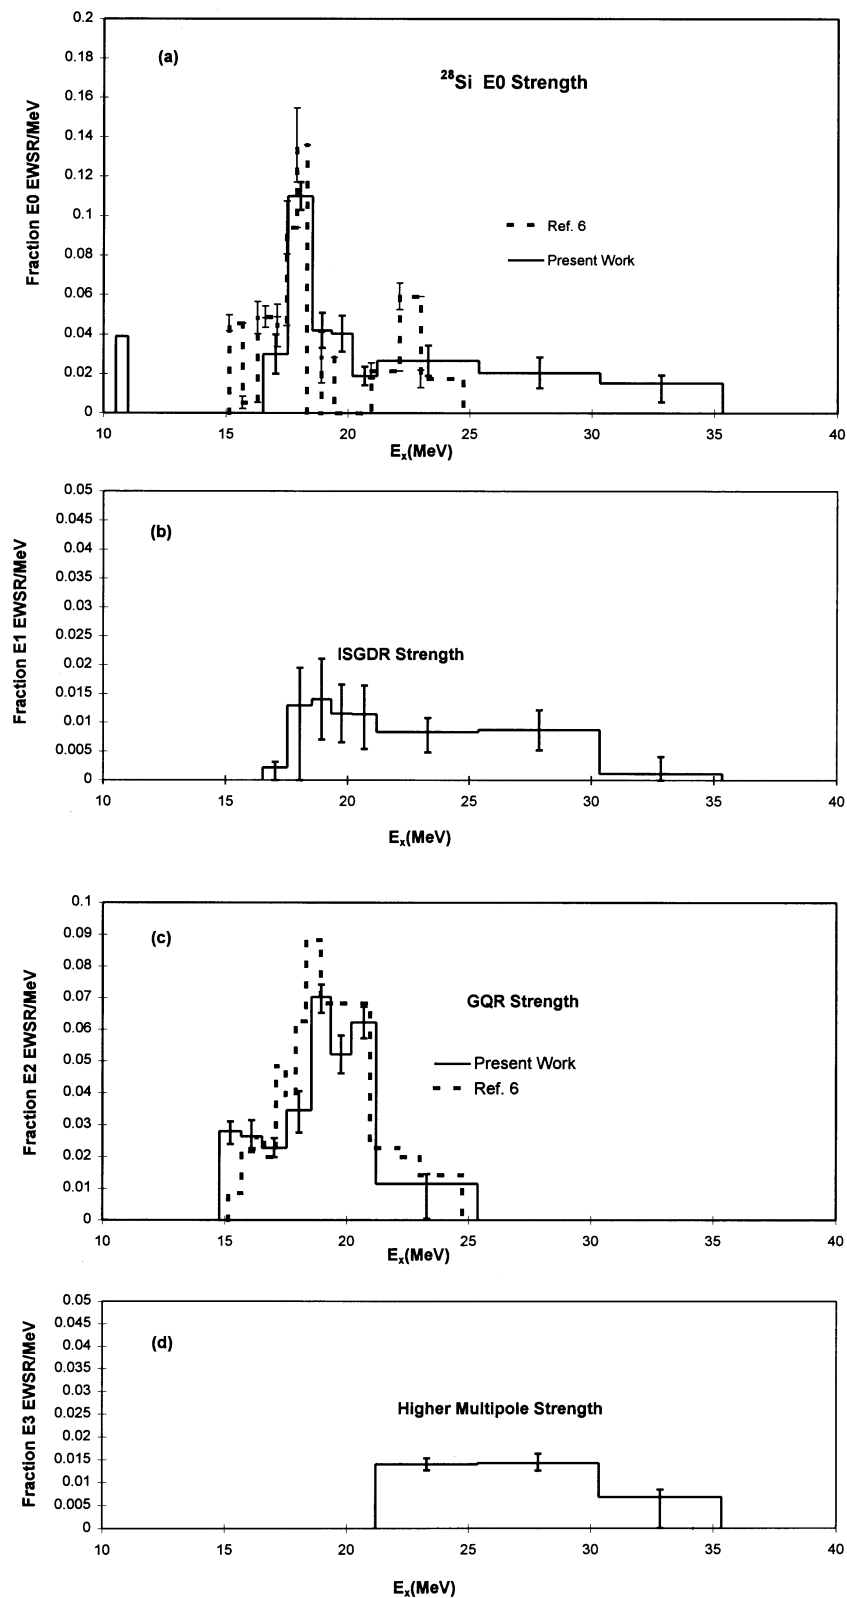 0.2
0.18
0.16
0.14
0.12
0.1
0.08
0.06
0.04
0.02
0
Fraction E0 EWSR/MeV
(a)
28Si E0 Strength
Ref. 6
Present Work
10 15 20 25 30 35 40
Ex(MeV)
0.05
0.045
0.04
0.035
0.03
0.025
0.02
0.015
0.01
0.005
0
Fraction E1 EWSR/MeV
(b)
ISGDR Strength
10 15 20 25 30 35 40
Ex(MeV)
0.1
0.09
0.08
0.07
0.06
0.05
0.04
0.03
0.02
0.01
0
Fraction E2 EWSR/MeV
(c)
GQR Strength
Present Work
Ref. 6
10 15 20 25 30 35 40
Ex(MeV)
0.05
0.045
0.04
0.035
0.03
0.025
0.02
0.015
0.01
0.005
0
Fraction E3 EWSR/MeV
(d)
Higher Multipole Strength
10 15 20 25 30 35 40
Ex(MeV)